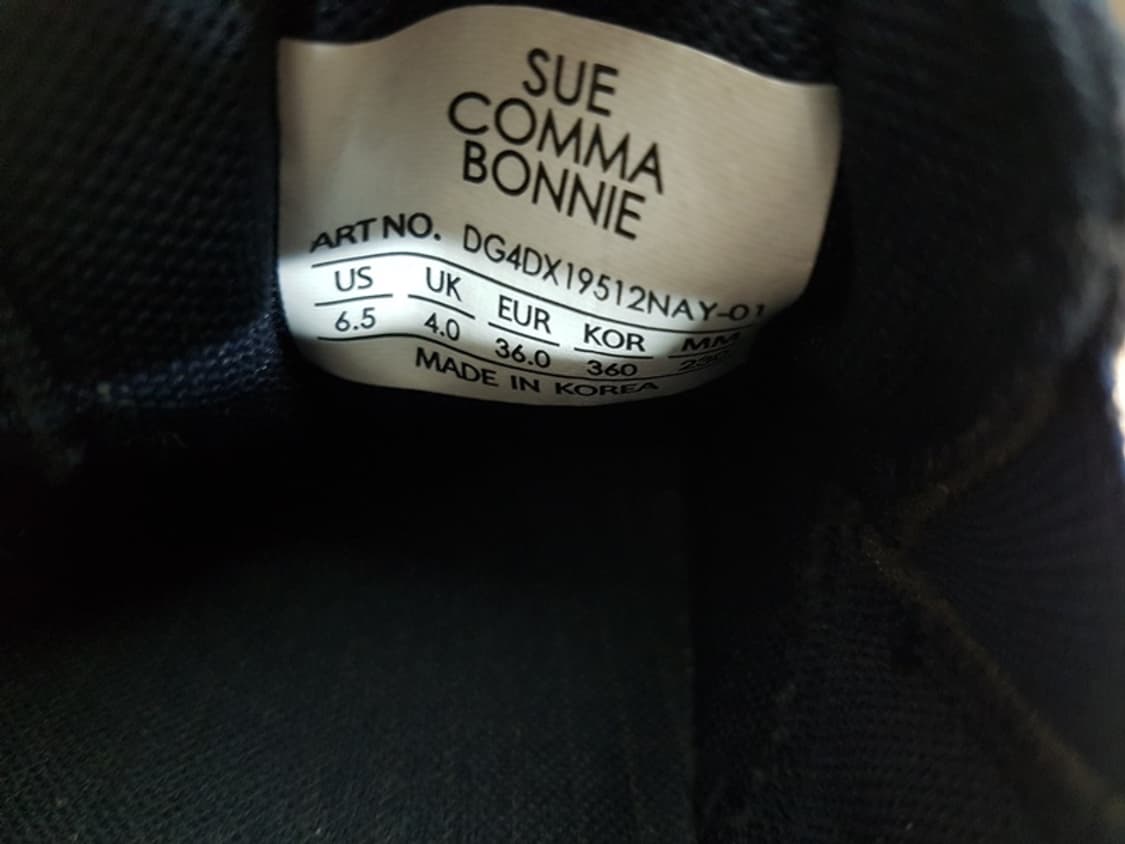 SUE
COMMA
BONNIE
ART NO. DG4DX19512NAY-01
US UK EUR KOR MM
6.5 4.0 36.0 360
MADE IN KOREA